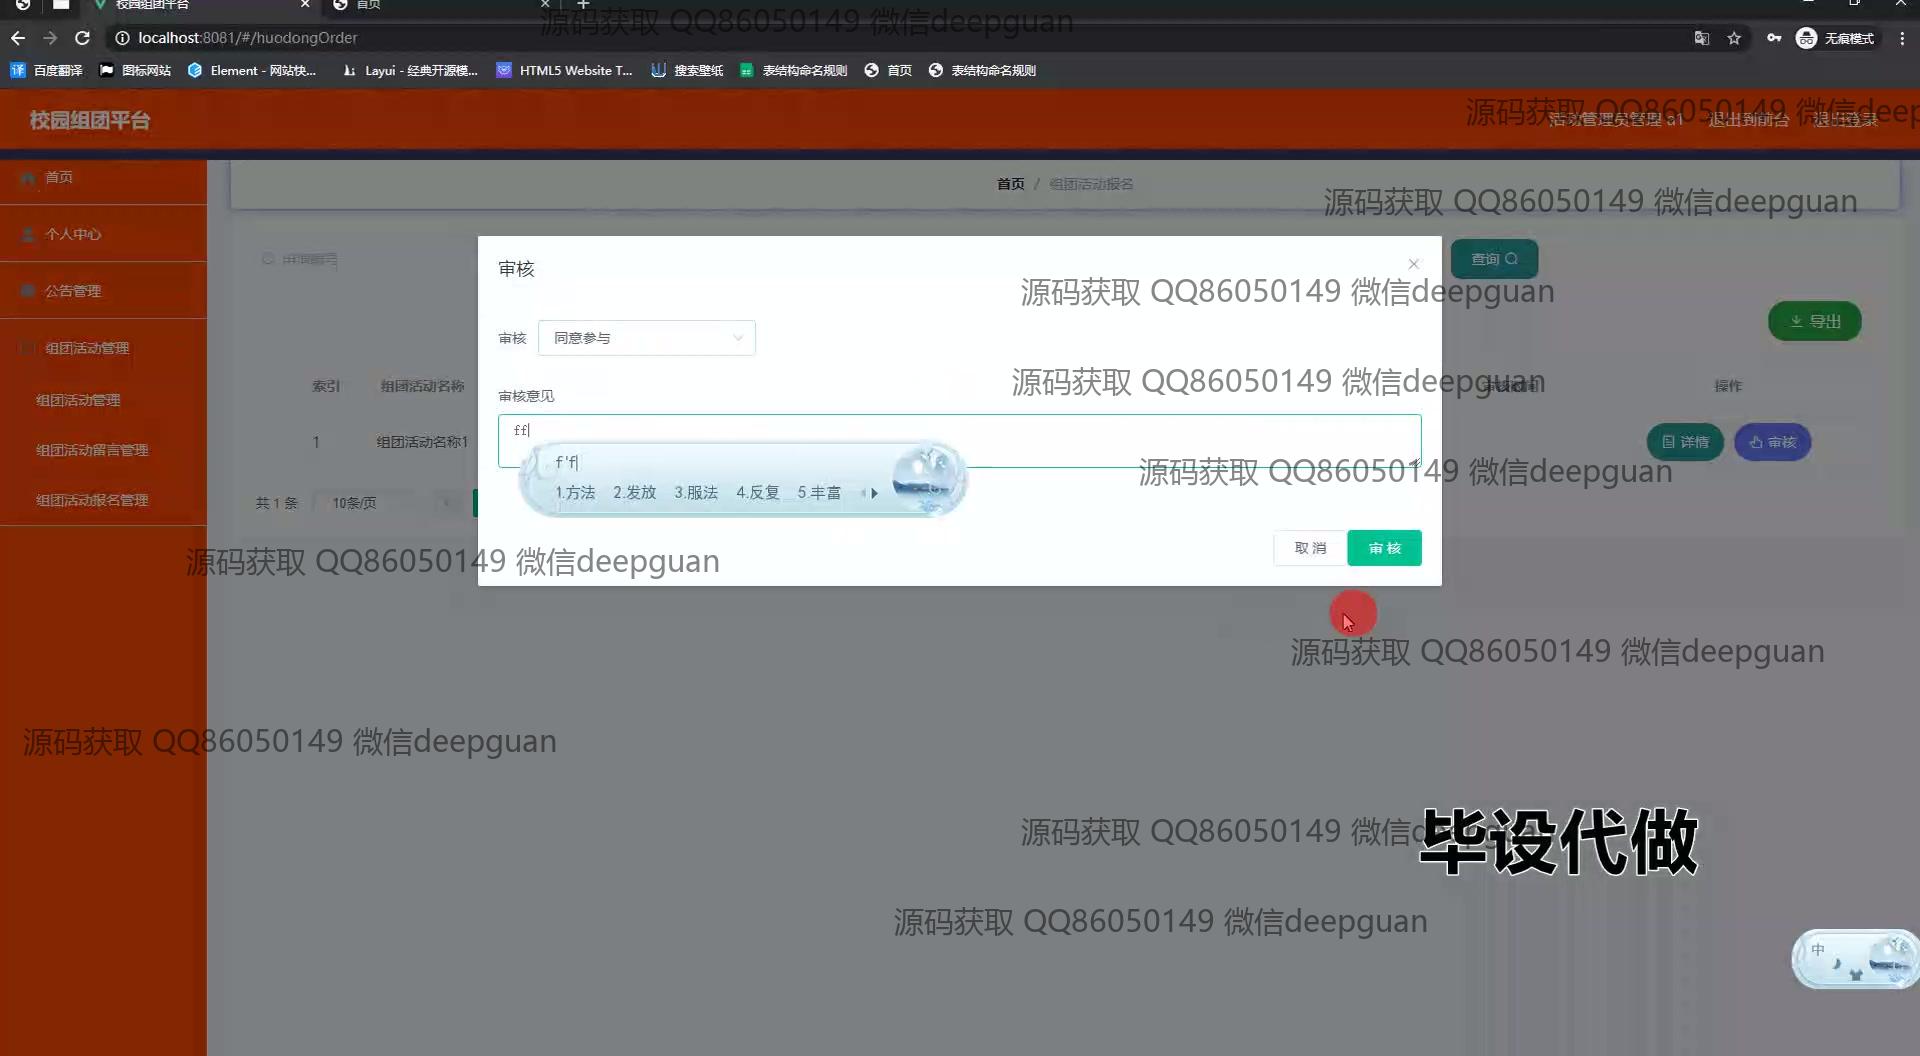 校园组团平台
首页
localhost:8081/#/huodongOrder
无痕模式
百度翻译
图标网站
Element - 网站快...
Layui - 经典开源模...
HTML5 Website T...
搜索壁纸
表结构命名规则
首页
表结构命名规则
源码获取 QQ86050149 微信deepguan
校园组团平台
活动管理员管理 a1
退出到前台
退出登录
源码获取 QQ86050149 微信deep
首页
个人中心
公告管理
组团活动管理
组团活动管理
组团活动留言管理
组团活动报名管理
首页 / 组团活动报名
源码获取 QQ86050149 微信deepguan
查询
导出
索引
组团活动名称
审核时间
操作
1
组团活动名称1
详情
审核
共 1 条
10条/页
审核
源码获取 QQ86050149 微信deepguan
审核
同意参与
源码获取 QQ86050149 微信deepguan
审核意见
ff
f'f
1.方法 2.发放 3.服法 4.反复 5.丰富
源码获取 QQ86050149 微信deepguan
取 消
审 核
源码获取 QQ86050149 微信deepguan
源码获取 QQ86050149 微信deepguan
源码获取 QQ86050149 微信deepguan
源码获取 QQ86050149 微信deepguan
毕设代做
源码获取 QQ86050149 微信deepguan
中